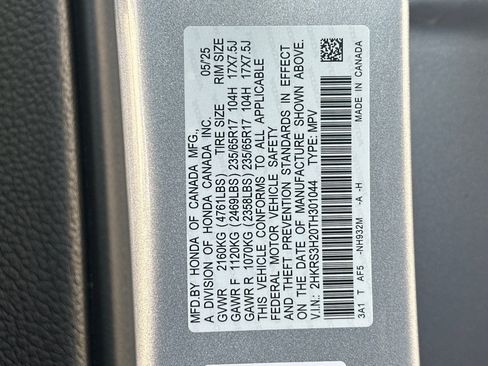 MFD.BY HONDA OF CANADA MFG.,
A DIVISION OF HONDA CANADA INC. 05/25
GVWR 2160KG (4761LBS) TIRE SIZE RIM SIZE
GAWR F 1120KG (2469LBS) 235/65R17 104H 17X7.5J
GAWR R 1070KG (2358LBS) 235/65R17 104H 17X7.5J
THIS VEHICLE CONFORMS TO ALL APPLICABLE
FEDERAL MOTOR VEHICLE SAFETY
AND THEFT PREVENTION STANDARDS IN EFFECT
ON THE DATE OF MANUFACTURE SHOWN ABOVE.
V.I.N.: 2HKRS3H20TH301044 TYPE: MPV
3A1 T AF5 -NH932M -A -H MADE IN CANADA